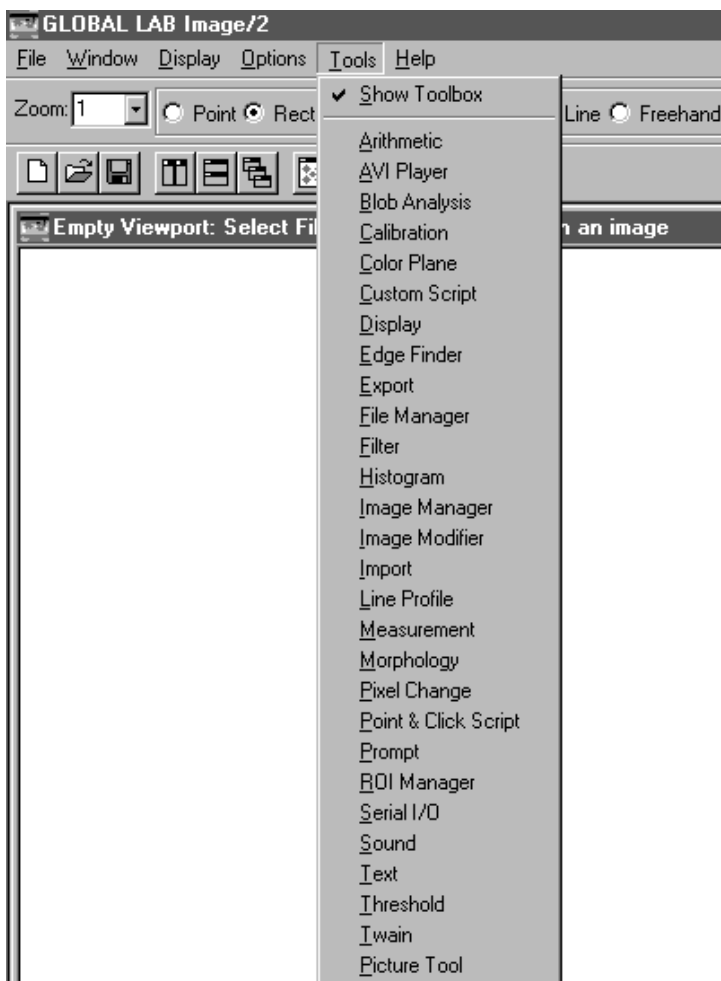 GLOBAL LAB Image/2
File Window Display Options Tools Help
Zoom: 1 Point Rect Line Freehand
Show Toolbox
Empty Viewport: Select Fil n an image
Arithmetic
AVI Player
Blob Analysis
Calibration
Color Plane
Custom Script
Display
Edge Finder
Export
File Manager
Filter
Histogram
Image Manager
Image Modifier
Import
Line Profile
Measurement
Morphology
Pixel Change
Point & Click Script
Prompt
ROI Manager
Serial I/O
Sound
Text
Threshold
Twain
Picture Tool